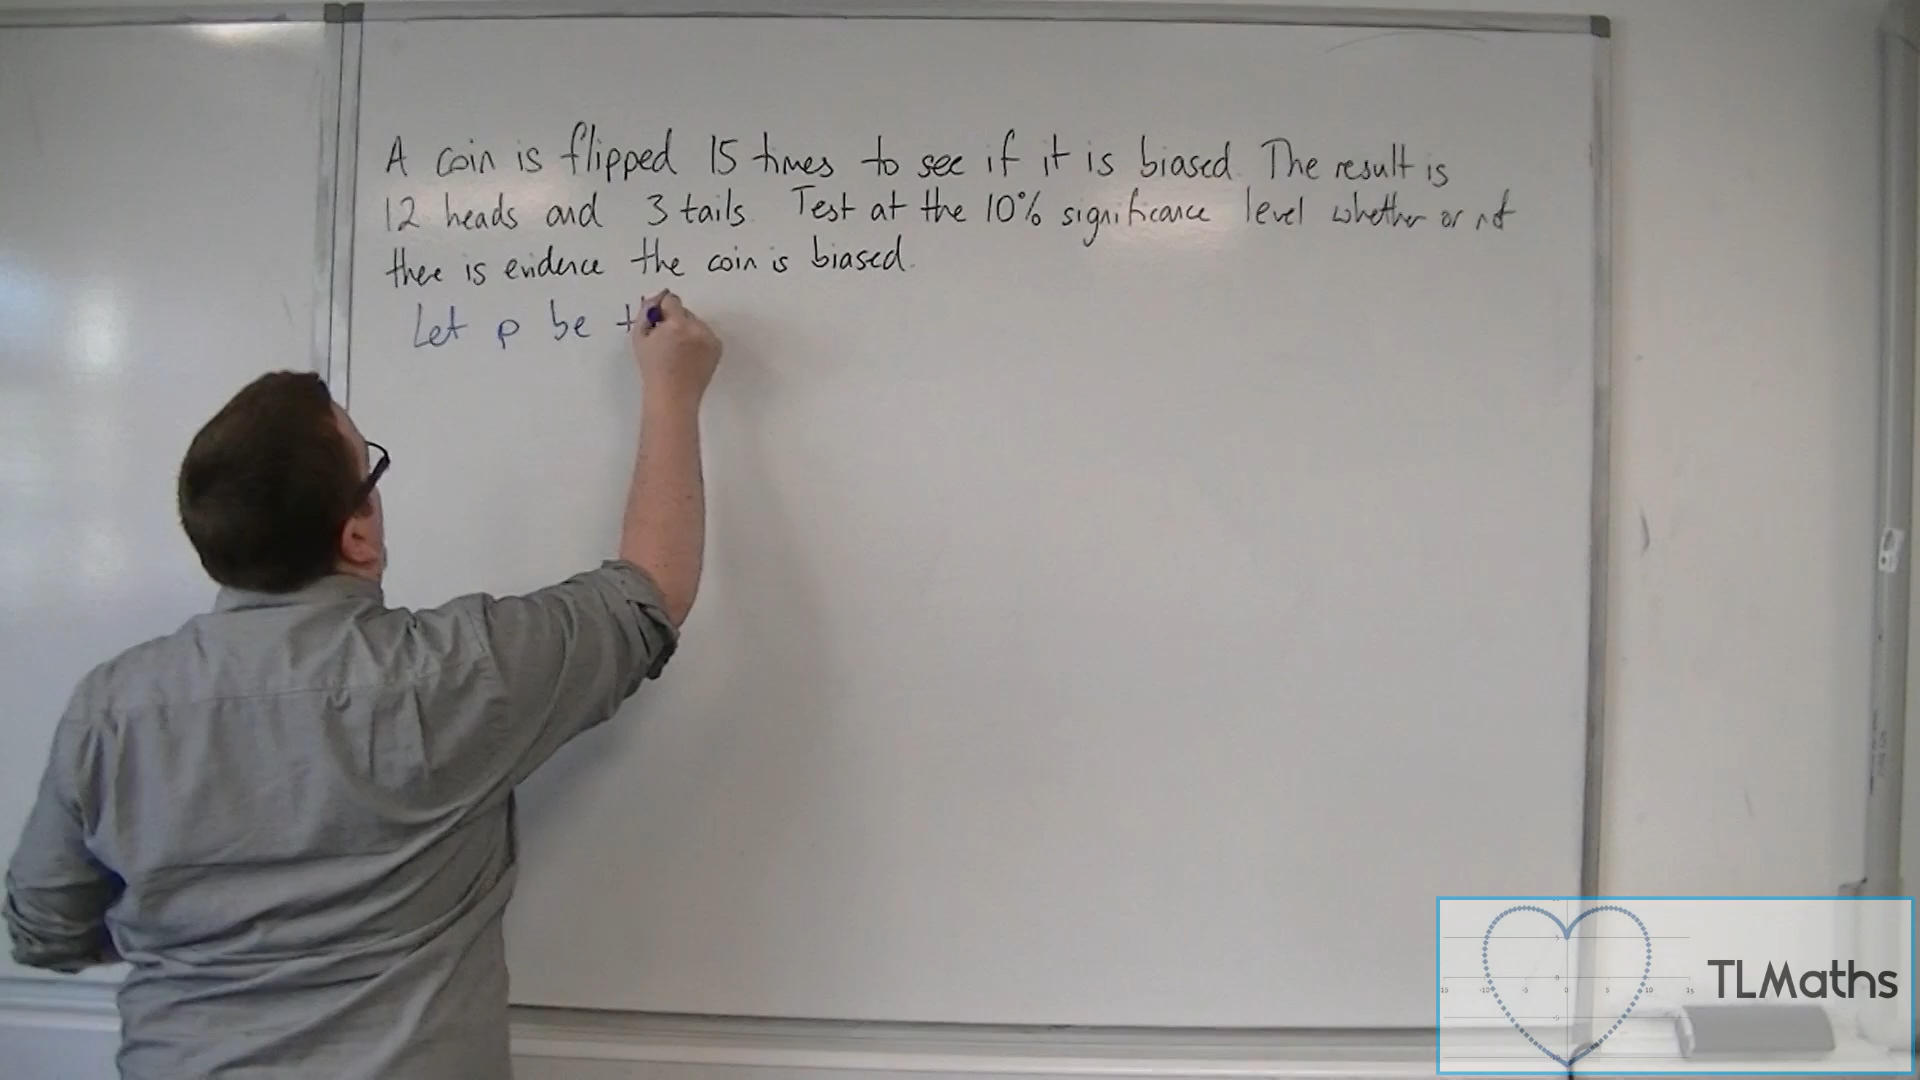 A coin is flipped 15 times to see if it is biased. The result is
12 heads and 3 tails. Test at the 10% significance level whether or not
there is evidence the coin is biased.
Let p be t
TLMaths